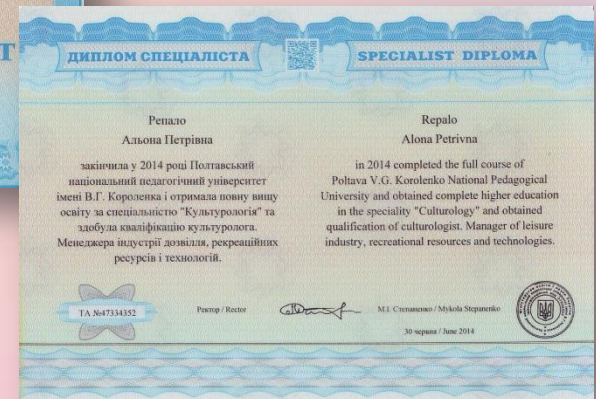 Т
ДИПЛОМ СПЕЦІАЛІСТА
Репало
Альона Петрівна
закінчила у 2014 році Полтавський
національний педагогічний університет
імені В.Г. Короленка і отримала повну вищу
освіту за спеціальністю "Культурологія" та
здобула кваліфікацію культуролога.
Менеджера індустрії дозвілля, рекреаційних
ресурсів і технологій.
ТА №47334352
SPECIALIST DIPLOMA
Repalo
Alona Petrivna
in 2014 completed the full course of
Poltava V.G. Korolenko National Pedagogical
University and obtained complete higher education
in the speciality "Culturology" and obtained
qualification of culturologist. Manager of leisure
industry, recreational resources and technologies.
Ректор / Rector
М.І. Степаненко / Mykola Stepanenko
30 червня / June 2014